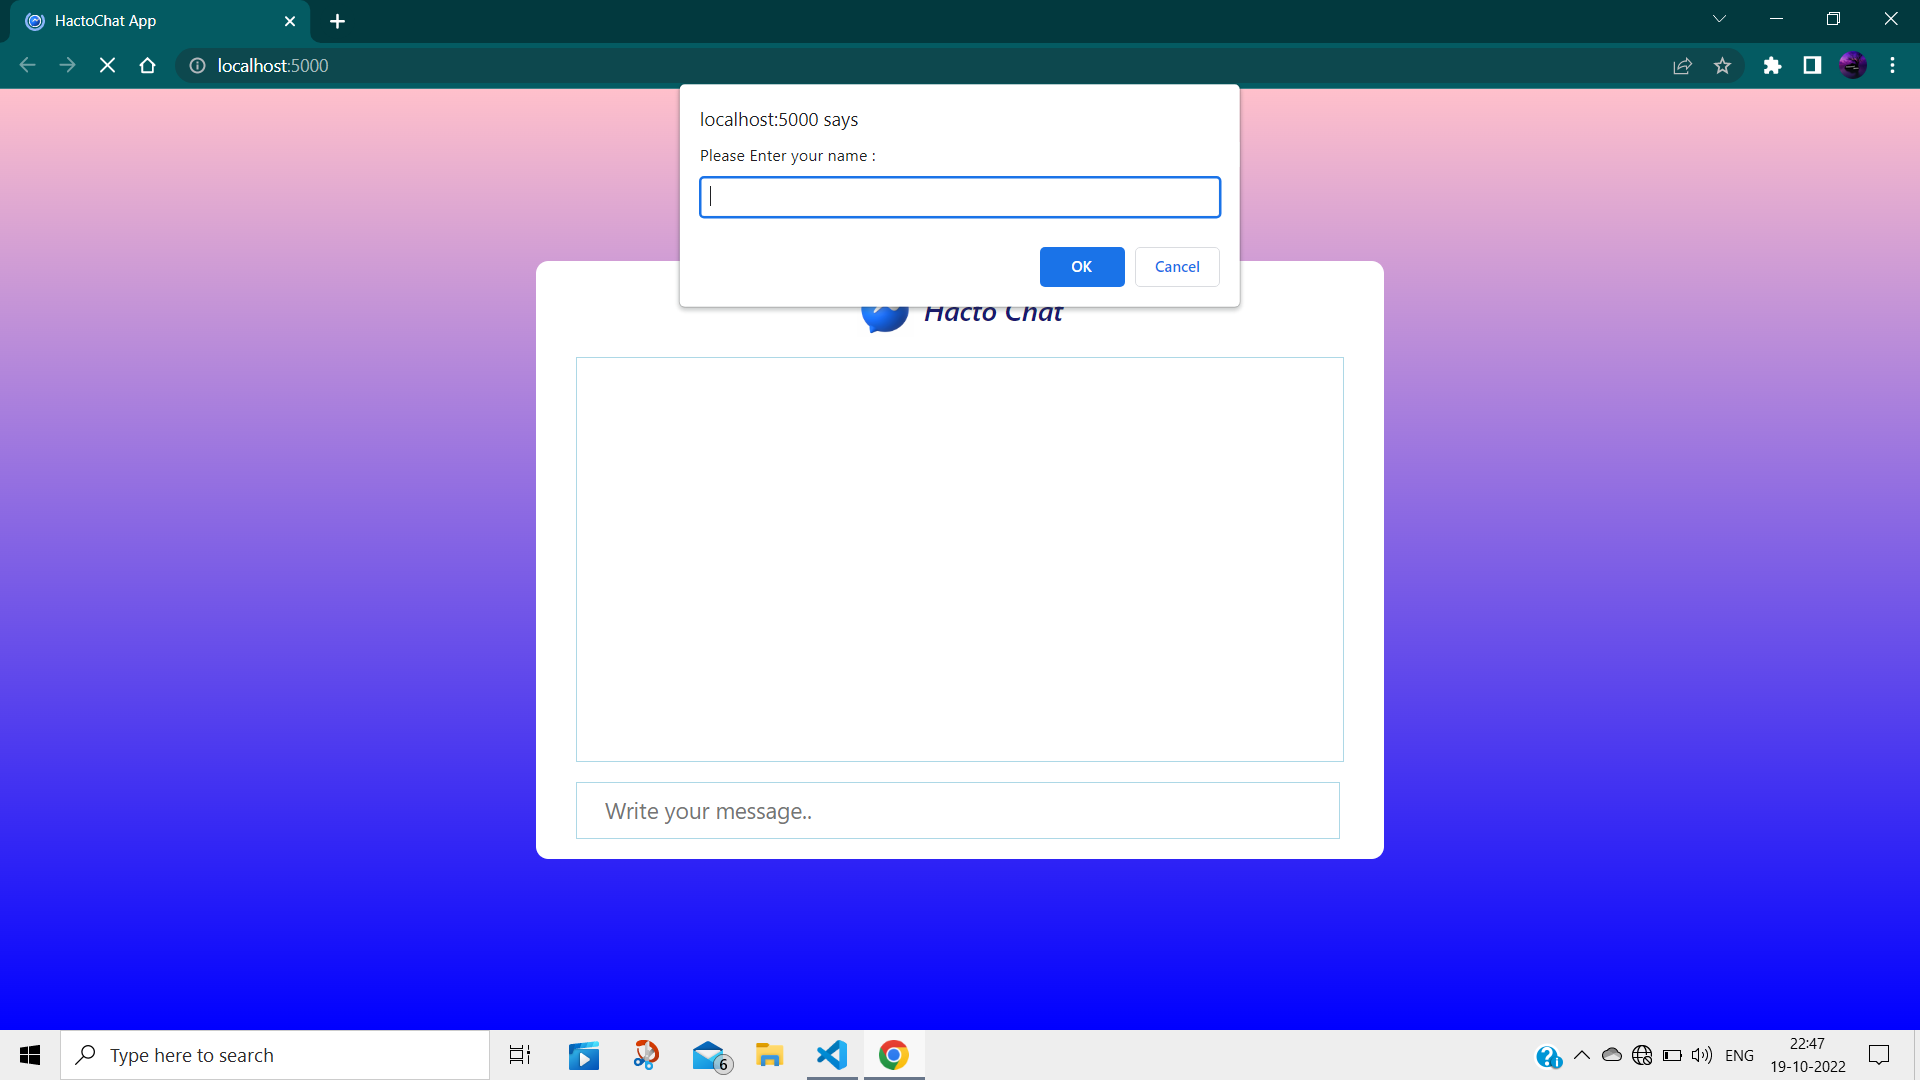 HactoChat App
localhost:5000
localhost:5000 says
Please Enter your name :
OK
Cancel
Hacto Chat
Write your message..
Type here to search
6
ENG
22:47
19-10-2022